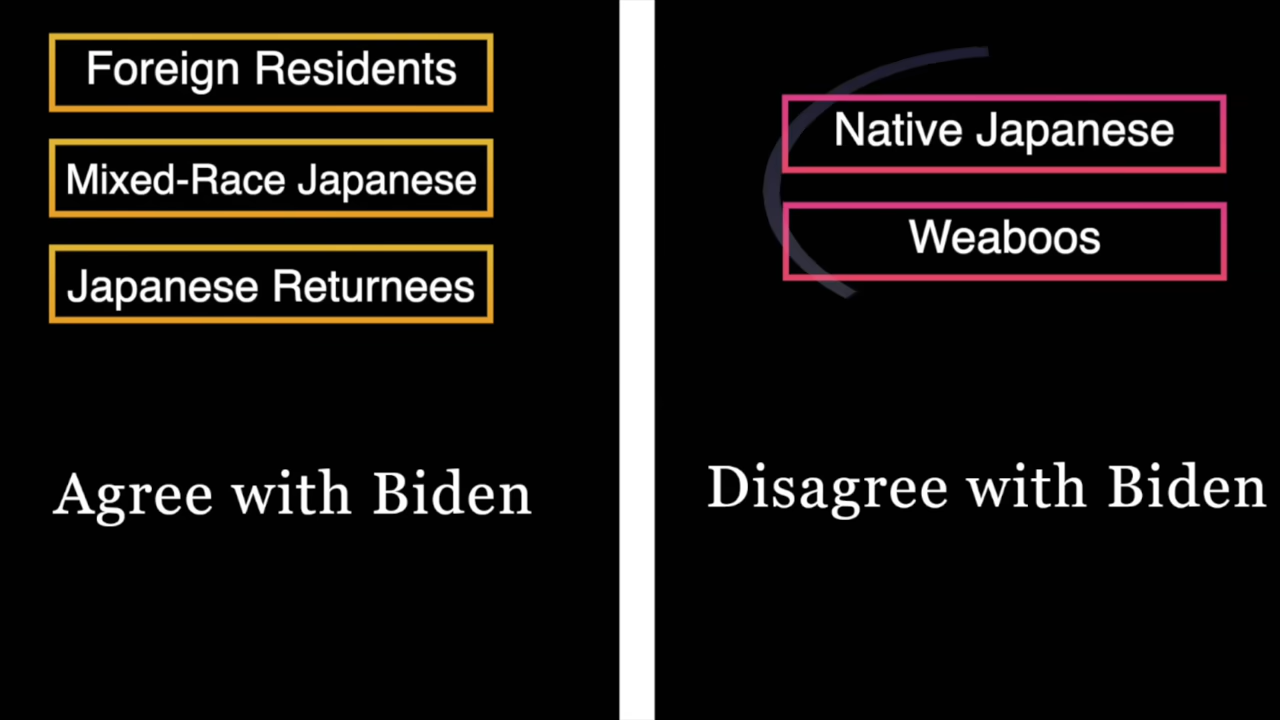 Foreign Residents
Mixed-Race Japanese
Japanese Returnees
Agree with Biden
Native Japanese
Weaboos
Disagree with Biden